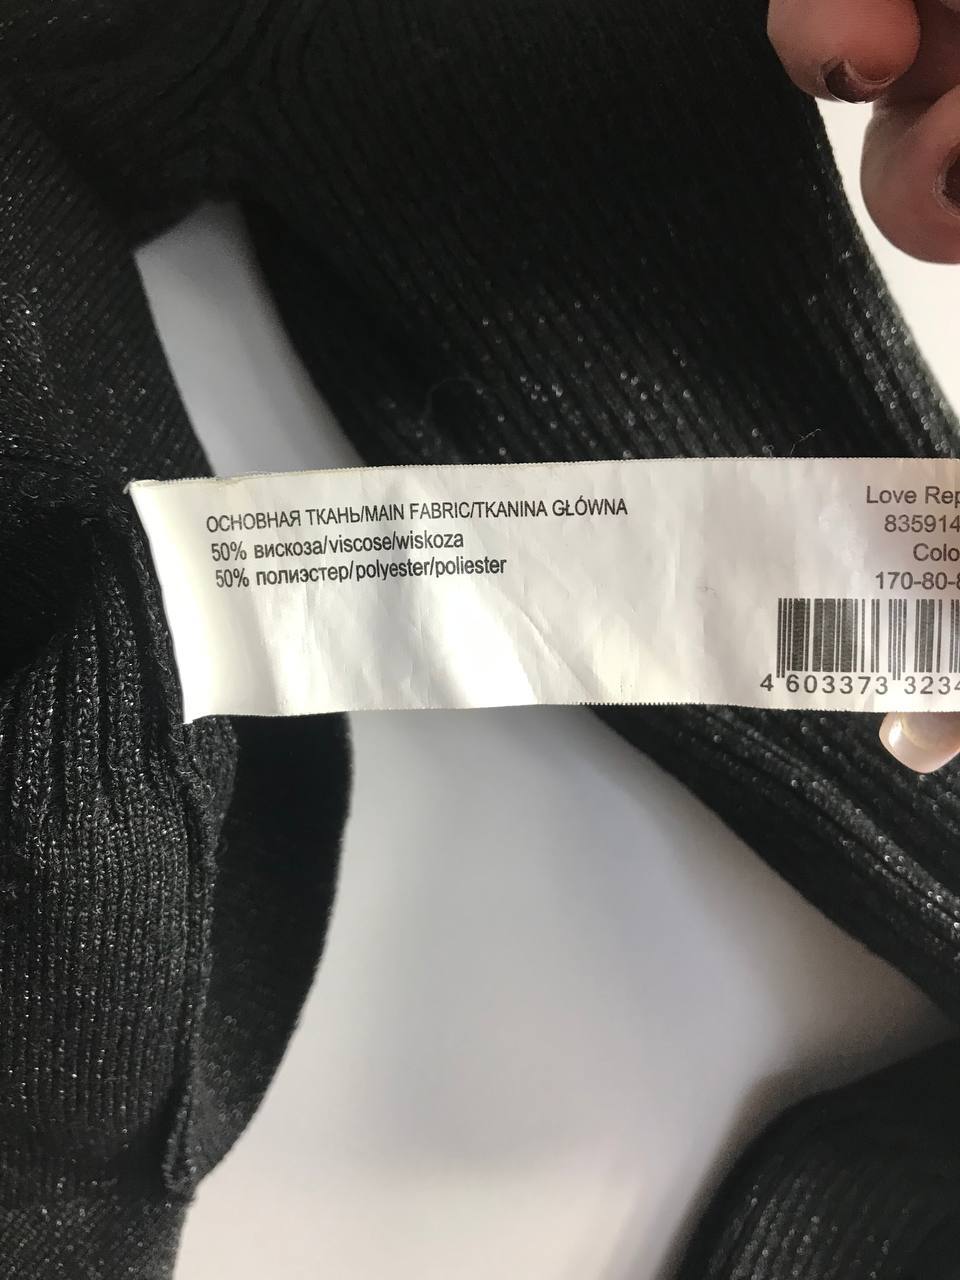 ОСНОВНАЯ ТКАНЬ/MAIN FABRIC/TKANINA GŁÓWNA
50% вискоза/viscose/wiskoza
50% полиэстер/polyester/poliester
Love Rep
835914
Colo
170-80-8
4 603373 3234